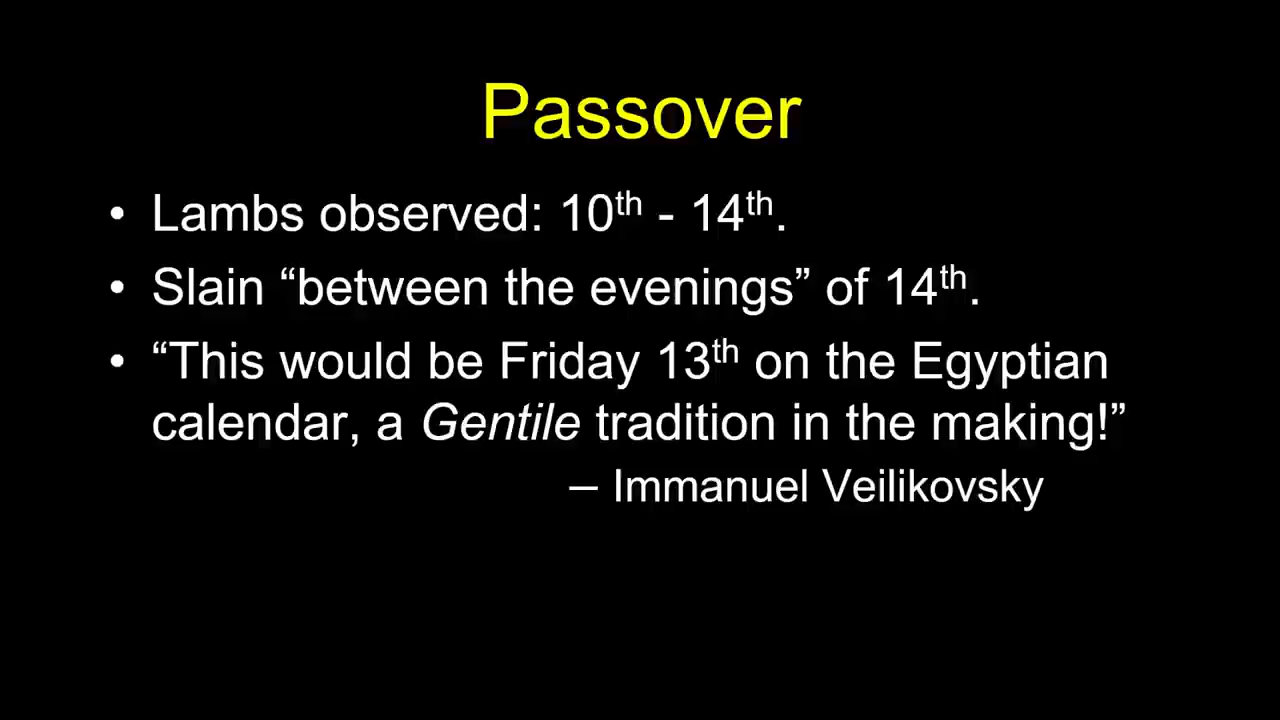 Passover
• Lambs observed: 10th - 14th.
• Slain “between the evenings” of 14th.
• “This would be Friday 13th on the Egyptian
calendar, a Gentile tradition in the making!”
– Immanuel Veilikovsky